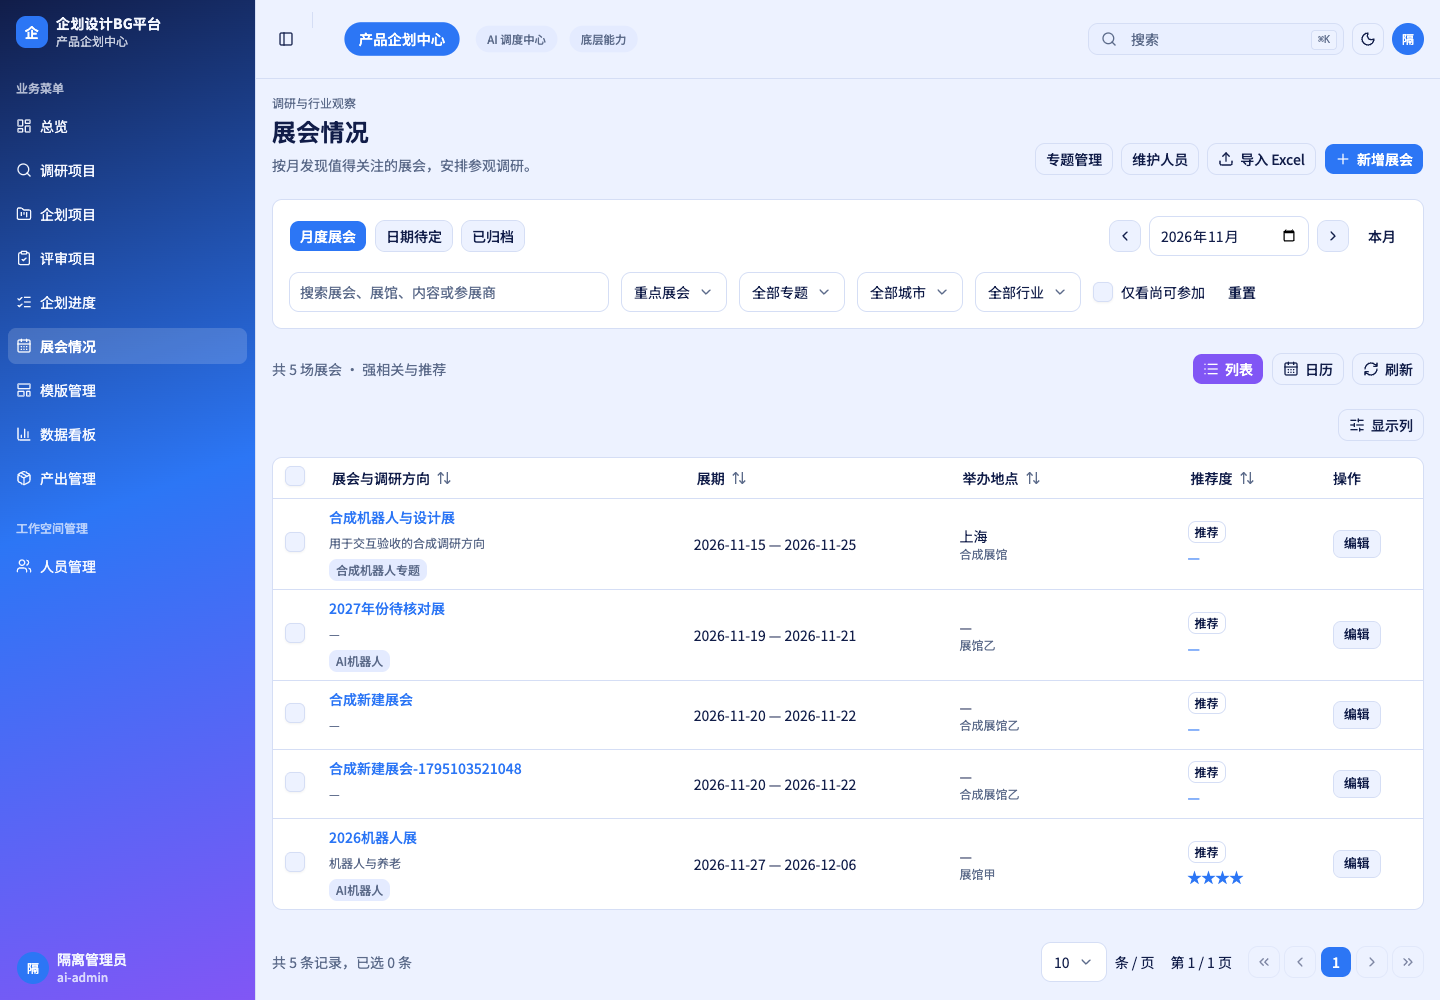 企
企划设计BG平台
产品企划中心
业务菜单
总览
调研项目
企划项目
评审项目
企划进度
展会情况
模版管理
数据看板
产出管理
工作空间管理
人员管理
隔
隔离管理员
ai-admin
产品企划中心
AI 调度中心
底层能力
搜索
⌘K
隔
调研与行业观察
展会情况
按月发现值得关注的展会，安排参观调研。
专题管理
维护人员
导入 Excel
新增展会
月度展会
日期待定
已归档
2026年11月
本月
搜索展会、展馆、内容或参展商
重点展会
全部专题
全部城市
全部行业
仅看尚可参加
重置
共 5 场展会 · 强相关与推荐
列表
日历
刷新
显示列
展会与调研方向 展期 举办地点 推荐度 操作
合成机器人与设计展
用于交互验收的合成调研方向
合成机器人专题
2026-11-15 — 2026-11-25
上海
合成展馆
推荐
—
编辑
2027年份待核对展
—
AI机器人
2026-11-19 — 2026-11-21
—
展馆乙
推荐
—
编辑
合成新建展会
—
2026-11-20 — 2026-11-22
—
合成展馆乙
推荐
—
编辑
合成新建展会-1795103521048
—
2026-11-20 — 2026-11-22
—
合成展馆乙
推荐
—
编辑
2026机器人展
机器人与养老
AI机器人
2026-11-27 — 2026-12-06
—
展馆甲
推荐
★★★★
编辑
共 5 条记录，已选 0 条
10
条 / 页
第 1 / 1 页
1